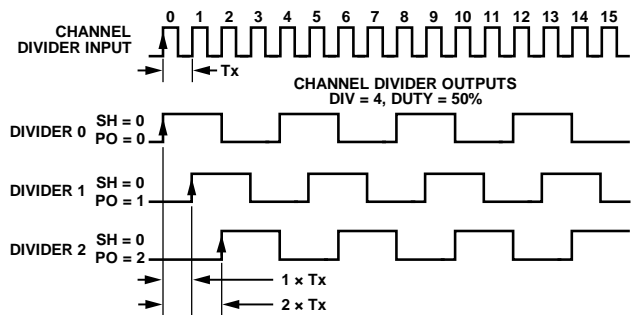 0 1 2 3 4 5 6 7 8 9 10 11 12 13 14 15
CHANNEL
DIVIDER INPUT
Tx
CHANNEL DIVIDER OUTPUTS
DIV = 4, DUTY = 50%
DIVIDER 0 SH = 0
PO = 0
DIVIDER 1 SH = 0
PO = 1
DIVIDER 2 SH = 0
PO = 2
1 × Tx
2 × Tx